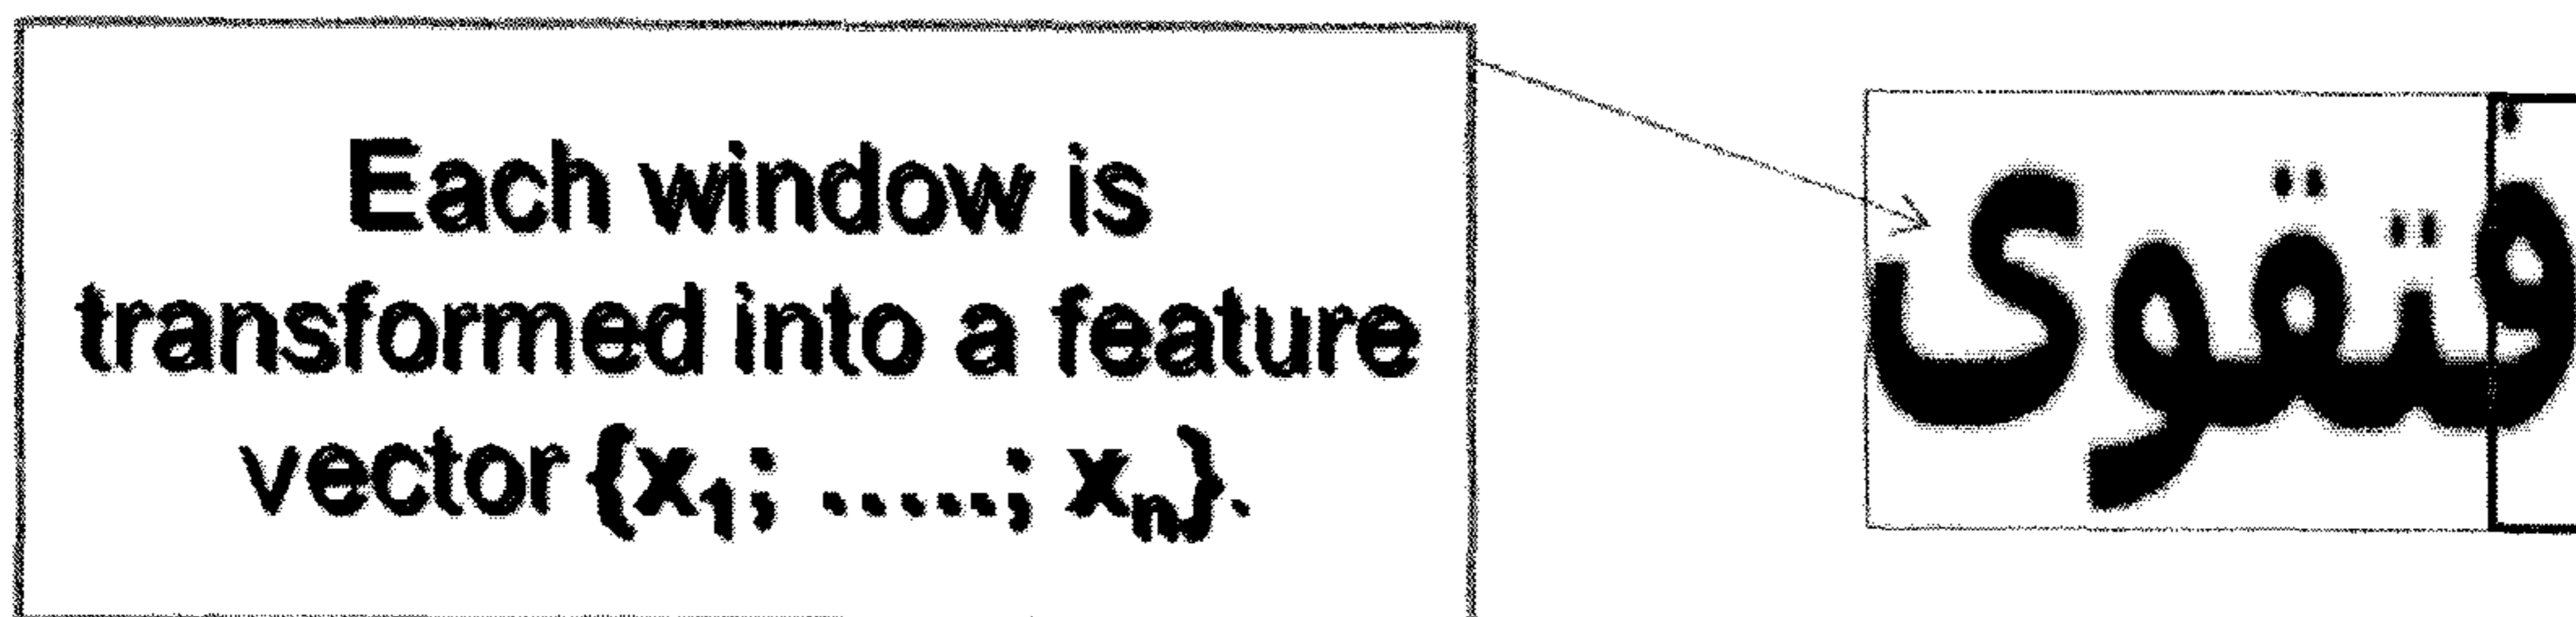 Each window is
transformed into a feature
vector {x₁; .....; xₙ}.
فتقوى